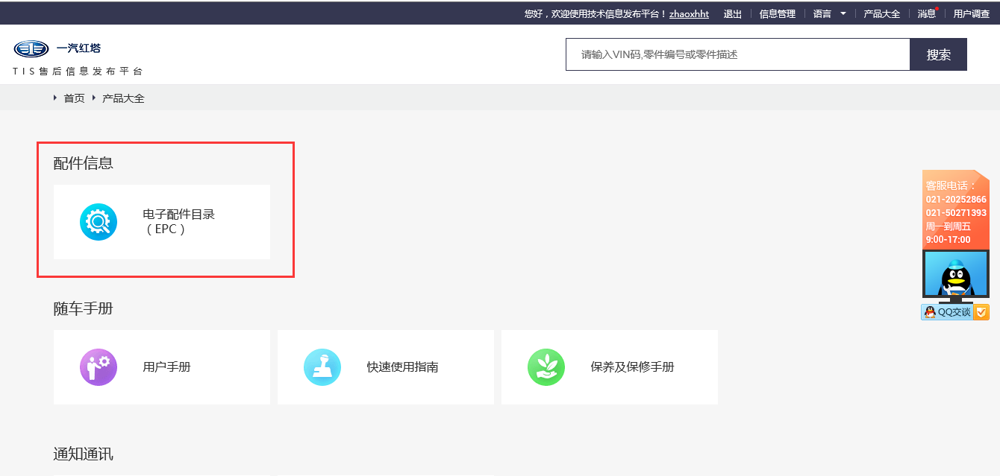 您好，欢迎使用技术信息发布平台！zhaoxhht 退出 信息管理 语言 产品大全 消息 用户调查
一汽红塔
TIS售后信息发布平台
请输入VIN码,零件编号或零件描述 搜索
首页 产品大全
配件信息
电子配件目录
（EPC）
客服电话：
021-20252866
021-50271393
周一到周五
9:00-17:00
QQ交谈
随车手册
用户手册 快速使用指南 保养及保修手册
通知通讯